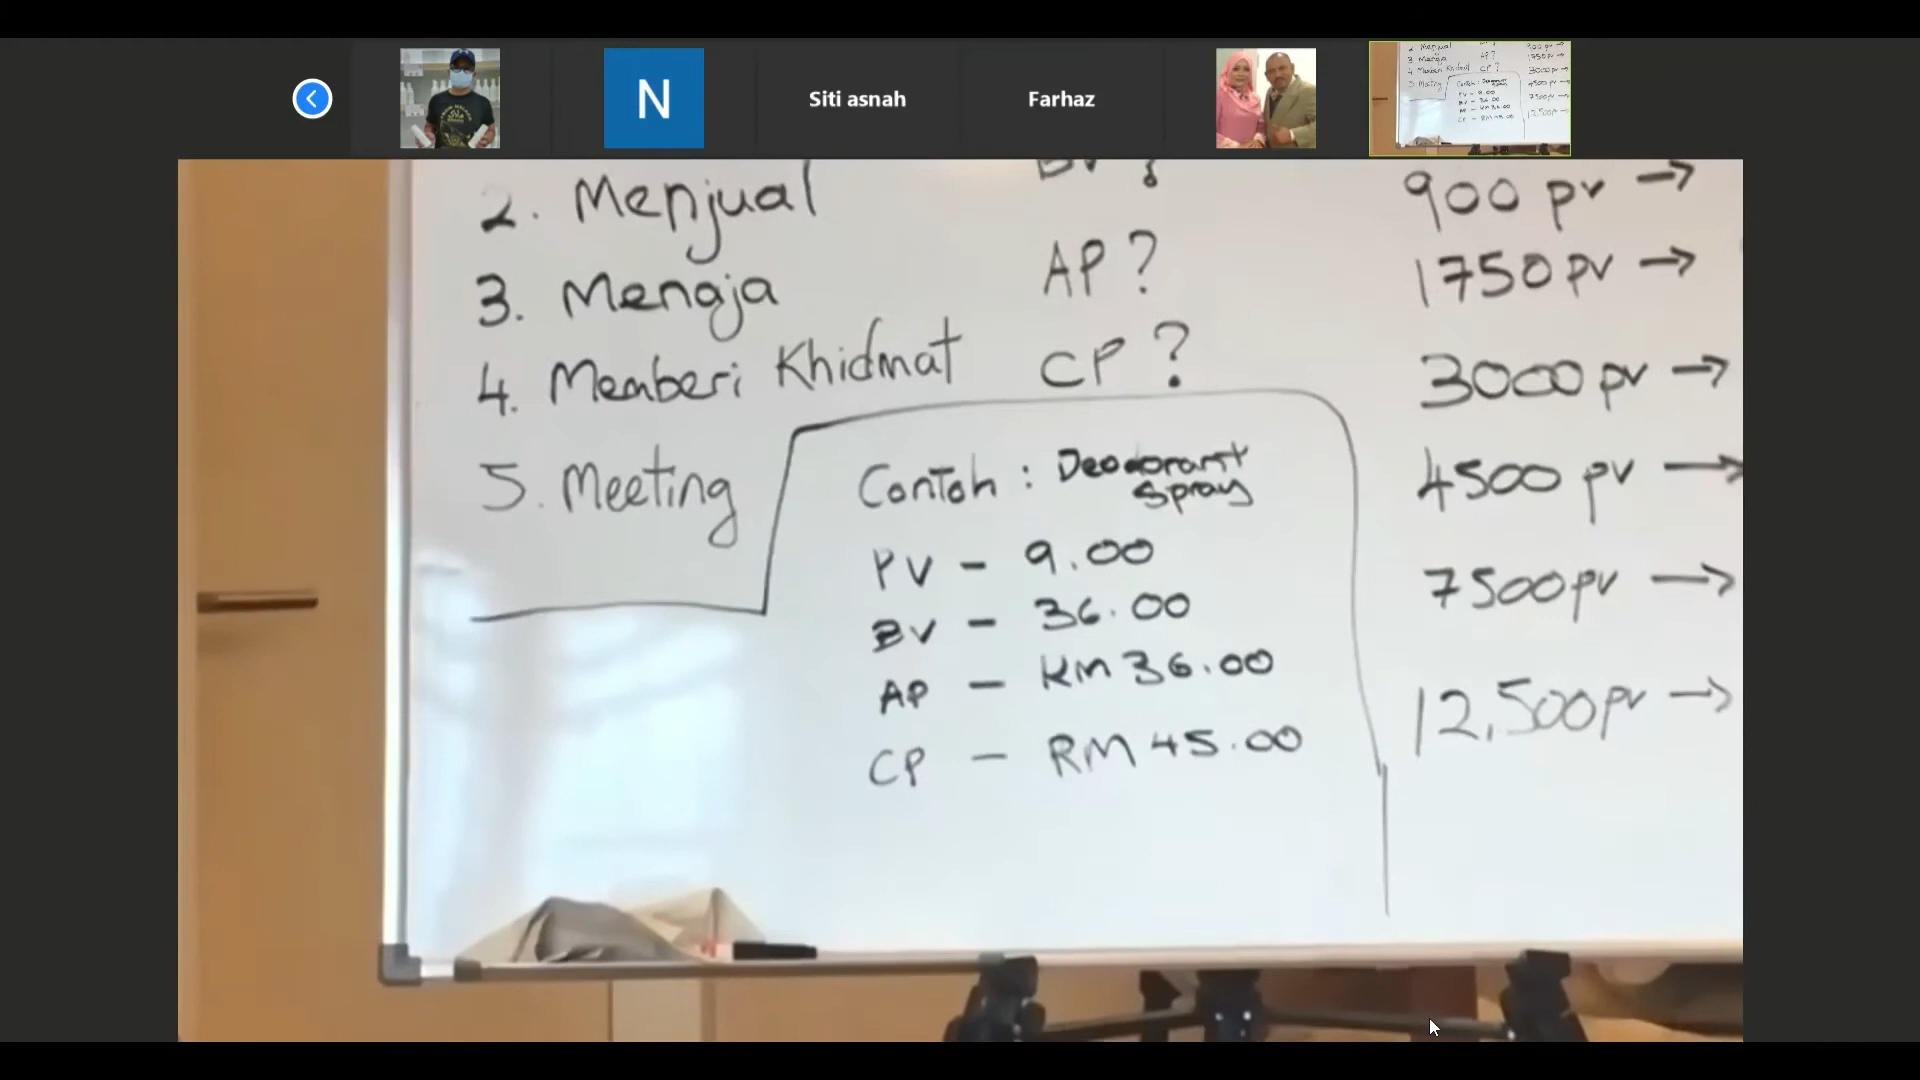 N
Siti asnah
Farhaz
2. Menjual
3. Mengja
4. Memberi Khidmat
5. Meeting
BV ?
AP ?
CP ?
Contoh : Deodorant
Spray
PV - 9.00
BV - 36.00
AP - RM 36.00
CP - RM 45.00
900 pv →
1750 pv →
3000 pv →
4500 pv →
7500 pv →
12,500 pv →